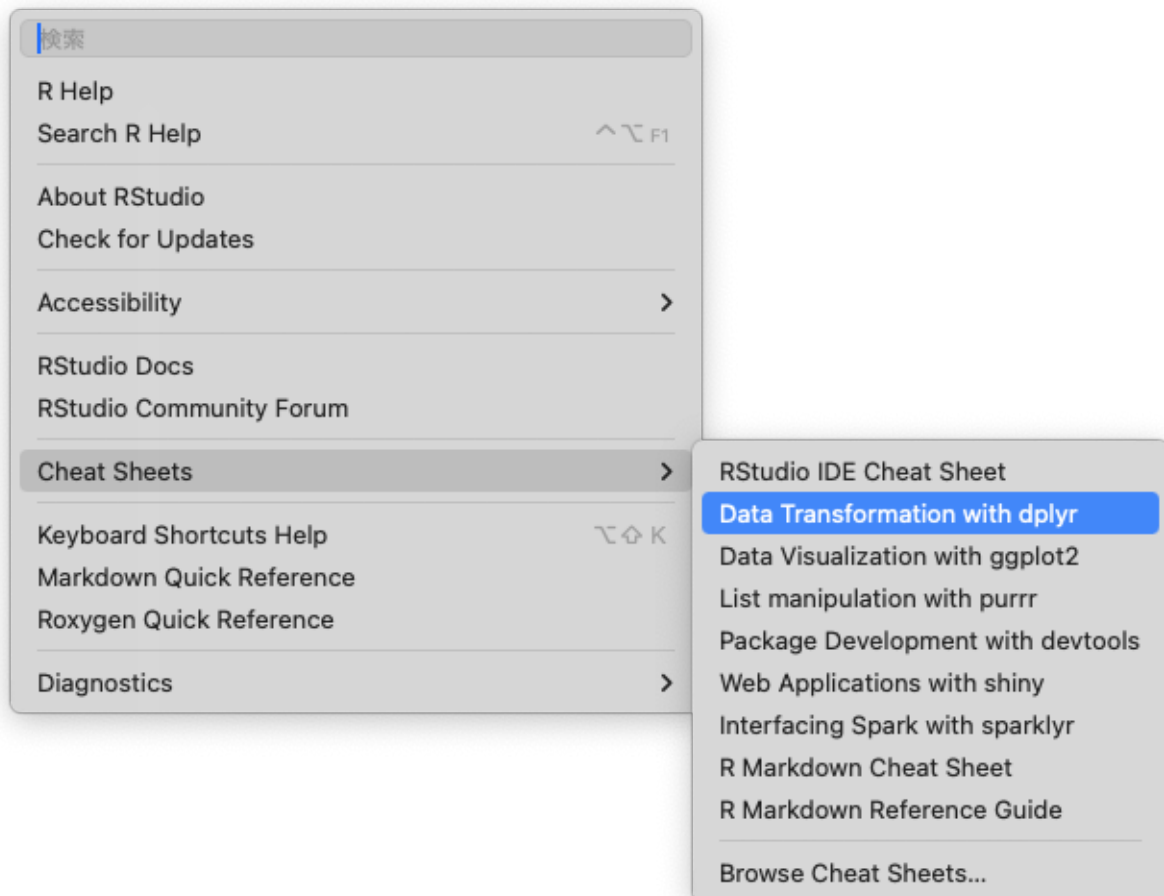 検索
R Help
Search R Help ⌃⌥ F1
About RStudio
Check for Updates
Accessibility
RStudio Docs
RStudio Community Forum
Cheat Sheets
Keyboard Shortcuts Help ⌥⇧ K
Markdown Quick Reference
Roxygen Quick Reference
Diagnostics
RStudio IDE Cheat Sheet
Data Transformation with dplyr
Data Visualization with ggplot2
List manipulation with purrr
Package Development with devtools
Web Applications with shiny
Interfacing Spark with sparklyr
R Markdown Cheat Sheet
R Markdown Reference Guide
Browse Cheat Sheets...